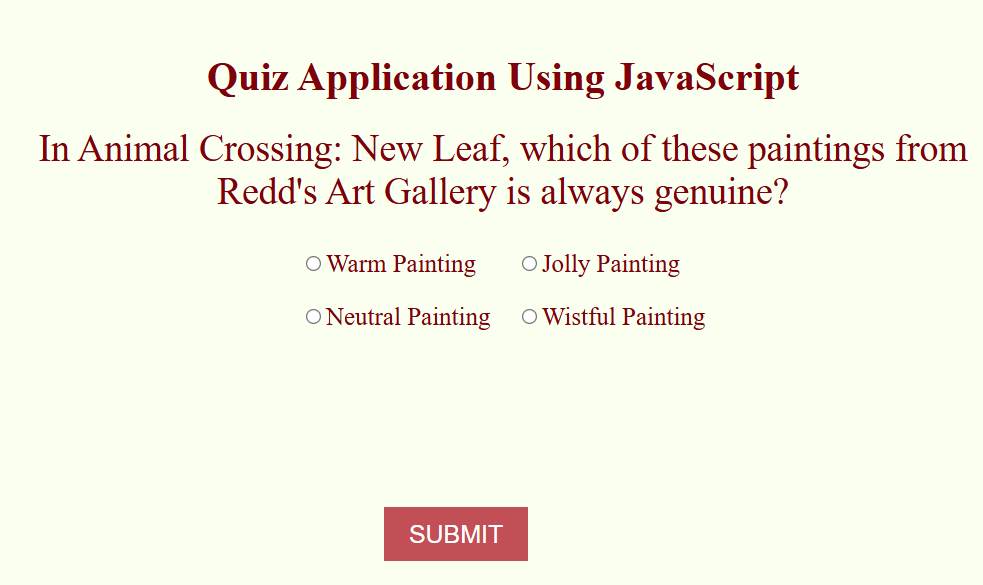 Quiz Application Using JavaScript
In Animal Crossing: New Leaf, which of these paintings from
Redd's Art Gallery is always genuine?
Warm Painting Jolly Painting
Neutral Painting Wistful Painting
SUBMIT